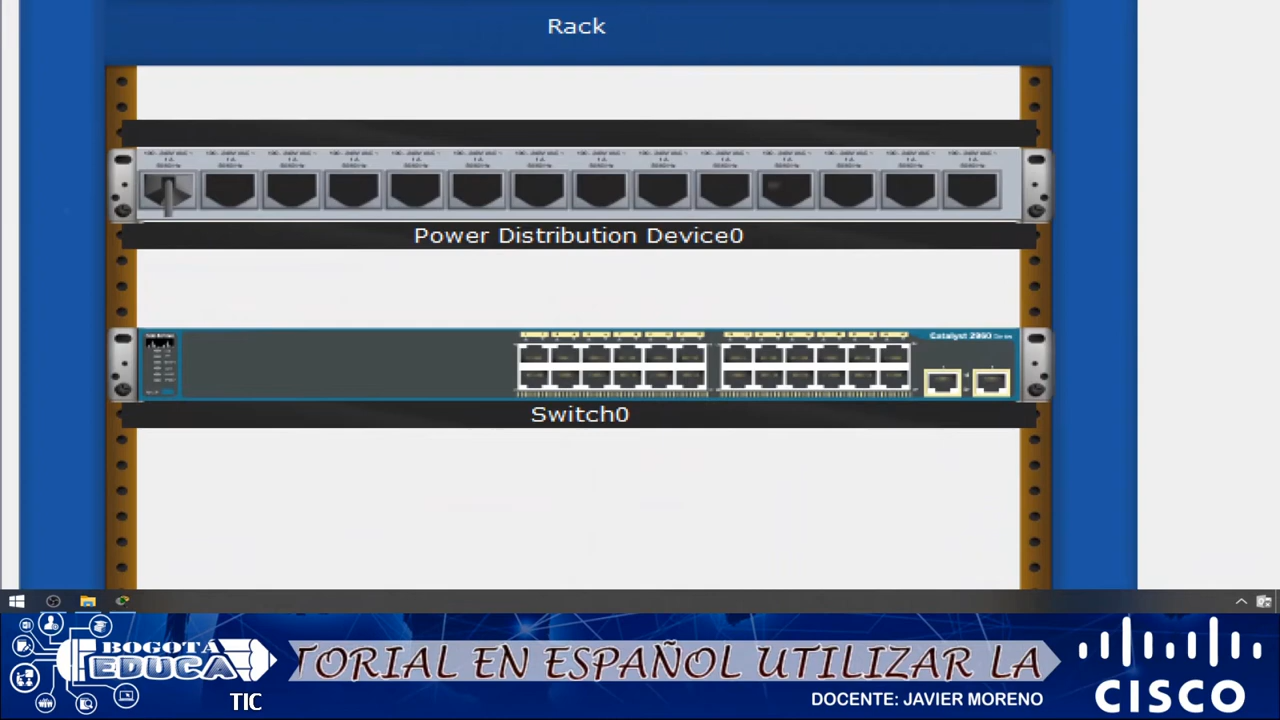 Rack
Power Distribution Device0
Catalyst 2960 Series
Switch0
BOGOTÁ
EDUCA
TIC
TORIAL EN ESPAÑOL UTILIZAR LA
DOCENTE: JAVIER MORENO
CISCO